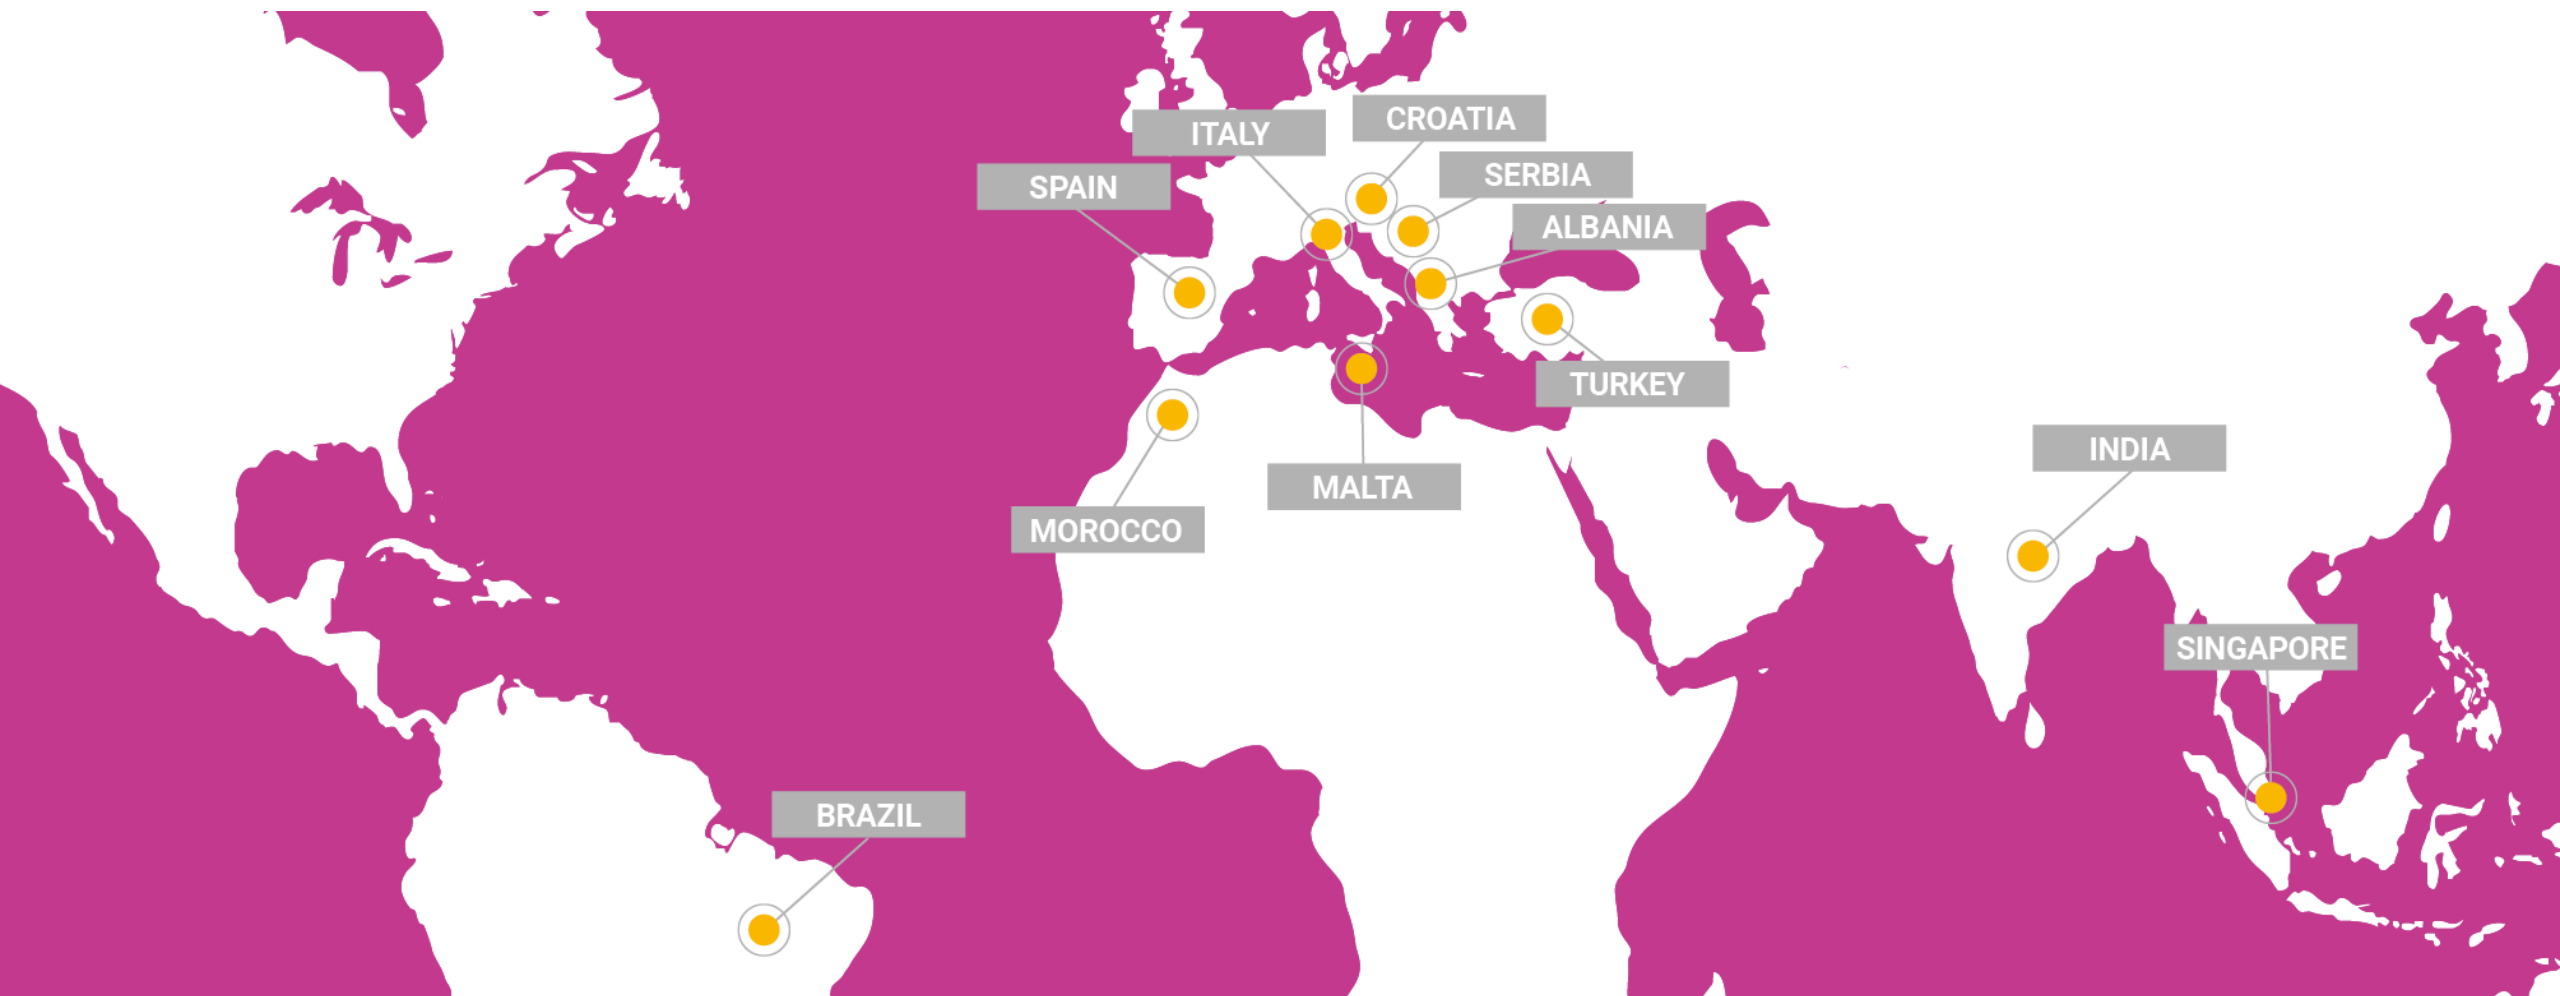 CROATIA
ITALY
SERBIA
SPAIN
ALBANIA
TURKEY
INDIA
MALTA
MOROCCO
SINGAPORE
BRAZIL